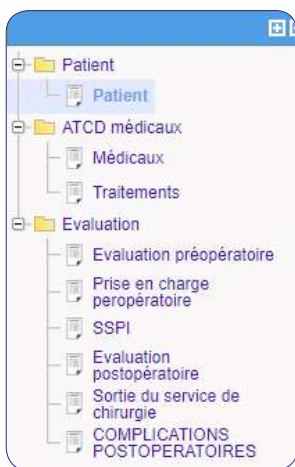 Patient
Patient
ATCD médicaux
Médicaux
Traitements
Evaluation
Evaluation préopératoire
Prise en charge
peropératoire
SSPI
Evaluation
postopératoire
Sortie du service de
chirurgie
COMPLICATIONS
POSTOPERATOIRES